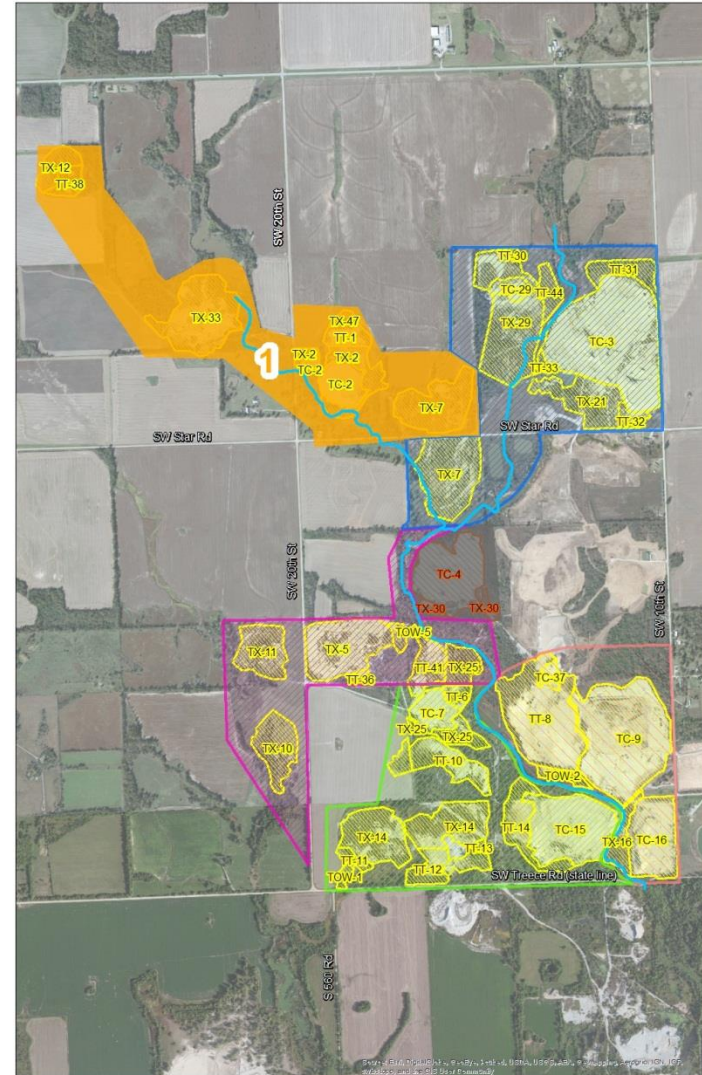 TX-12
TT-38
SW 20th St
TX-33
1
TX-47
TT-1
TX-2
TX-2
TC-2
TC-2
TX-7
TT-30
TT-31
TC-29
TT-44
TX-29
TC-3
TT-33
TX-21
TT-32
SW Star Rd
SW Star Rd
TX-7
SW 20th St
TC-4
TX-30
TX-30
SW 10th St
TOW-5
TX-11
TX-5
TT-41
TX-25
TT-36
TT-6
TC-7
TX-25
TX-25
TC-37
TT-8
TC-9
TX-10
TT-10
TOW-2
TX-14
TX-14
TT-14
TC-15
TX-16
TC-16
TT-11
TT-13
TT-12
TOW-1
SW Treece Rd (state line)
S 560 Rd
and the GIS User Community